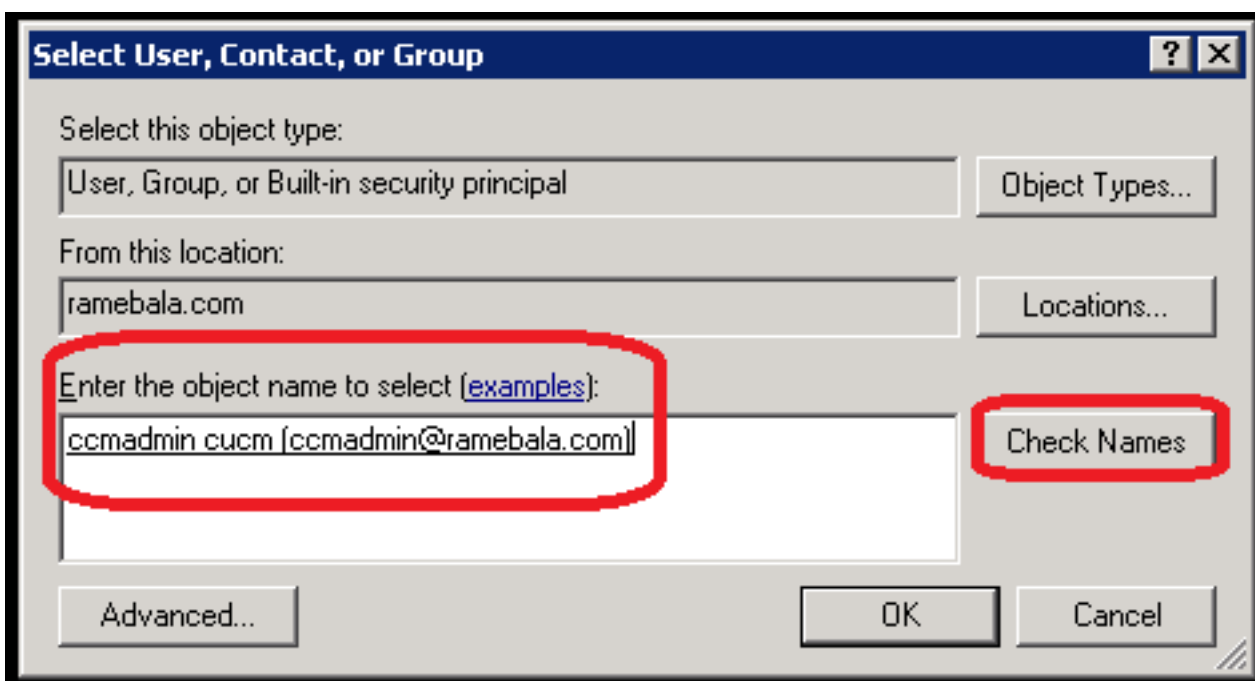 Select User, Contact, or Group
? X
Select this object type:
User, Group, or Built-in security principal
Object Types...
From this location:
ramebala.com
Locations...
Enter the object name to select (examples):
ccmadmin cucm (ccmadmin@ramebala.com)
Check Names
Advanced...
OK
Cancel